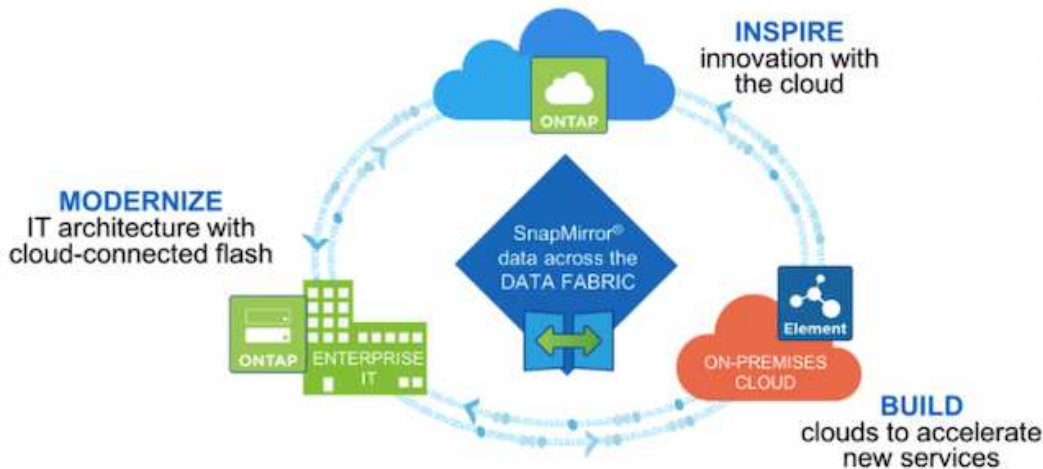 INSPIRE
innovation with
the cloud
ONTAP
MODERNIZE
IT architecture with
cloud-connected flash
SnapMirror®
data across the
DATA FABRIC
ONTAP
ENTERPRISE
IT
Element
ON-PREMISES
CLOUD
BUILD
clouds to accelerate
new services